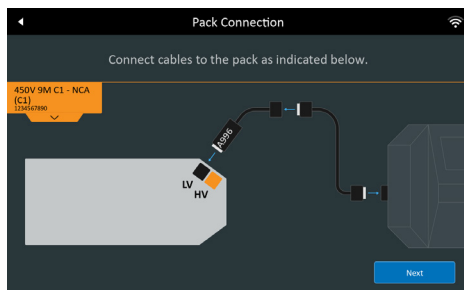 Pack Connection
Connect cables to the pack as indicated below.
450V 9M C1 - NCA
(C1)
1234567890
A996
LV
HV
Next